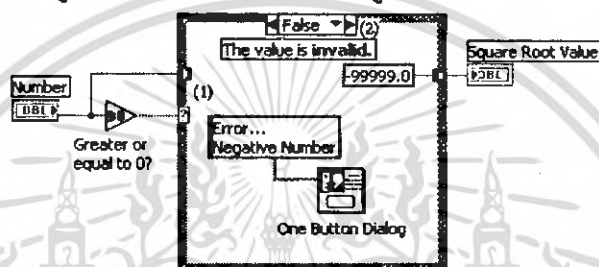 False
(2)
The value is invalid.
Square Root Value
-99999.0
DBL
Number
DBL
(1)
?
Greater or
equal to 0?
Error...
Negative Number
One Button Dialog